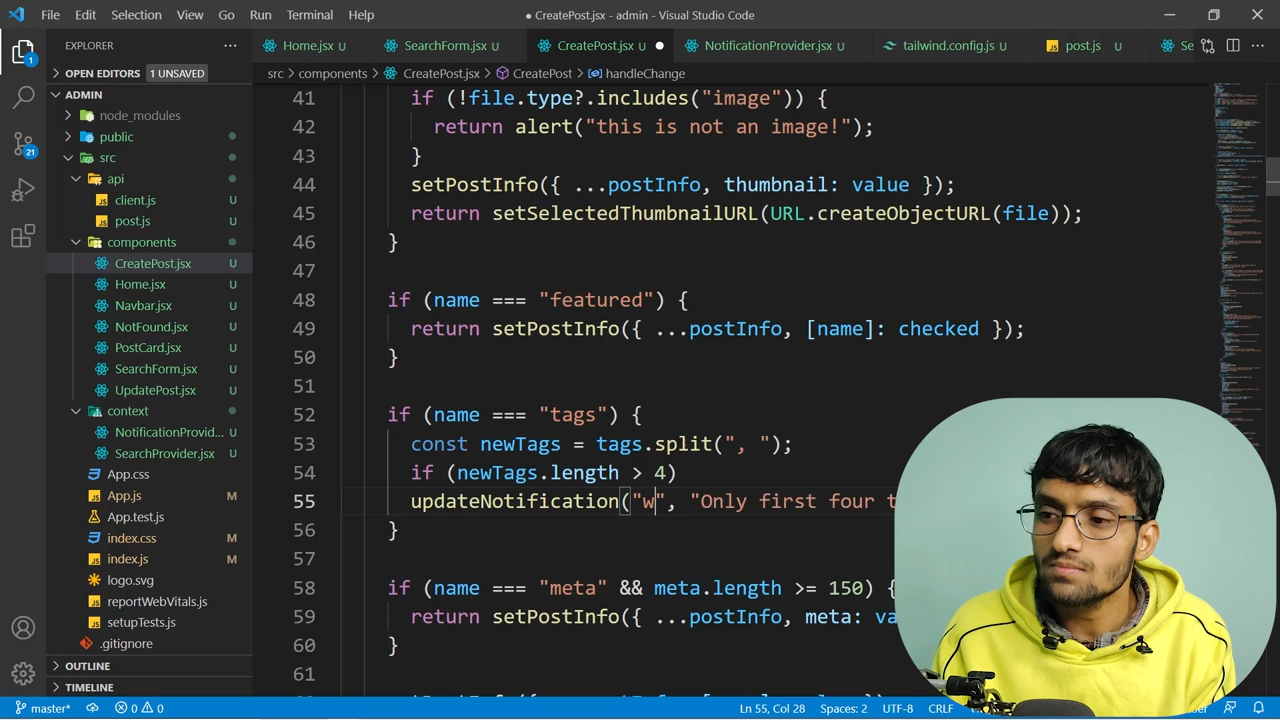 File Edit Selection View Go Run Terminal Help
● CreatePost.jsx - admin - Visual Studio Code
EXPLORER
Home.jsx U
SearchForm.jsx U
CreatePost.jsx U ●
NotificationProvider.jsx U
tailwind.config.js U
post.js U
Se
src > components > CreatePost.jsx > CreatePost > handleChange
OPEN EDITORS 1 UNSAVED
ADMIN
node_modules
public
src
api
client.js U
post.js U
components
CreatePost.jsx U
Home.jsx U
Navbar.jsx U
NotFound.jsx U
PostCard.jsx U
SearchForm.jsx U
UpdatePost.jsx U
context
NotificationProvid... U
SearchProvider.jsx U
App.css
App.js M
App.test.js
index.css M
index.js M
logo.svg
reportWebVitals.js
setupTests.js
.gitignore
OUTLINE
TIMELINE
1
21
41 if (!file.type?.includes("image")) {
42 return alert("this is not an image!");
43 }
44 setPostInfo({ ...postInfo, thumbnail: value });
45 return setSelectedThumbnailURL(URL.createObjectURL(file));
46 }
47
48 if (name === "featured") {
49 return setPostInfo({ ...postInfo, [name]: checked });
50 }
51
52 if (name === "tags") {
53 const newTags = tags.split(", ");
54 if (newTags.length > 4)
55 updateNotification("w", "Only first four t
56 }
57
58 if (name === "meta" && meta.length >= 150) {
59 return setPostInfo({ ...postInfo, meta: va
60 }
61
master* 0 0 Ln 55, Col 28 Spaces: 2 UTF-8 CRLF